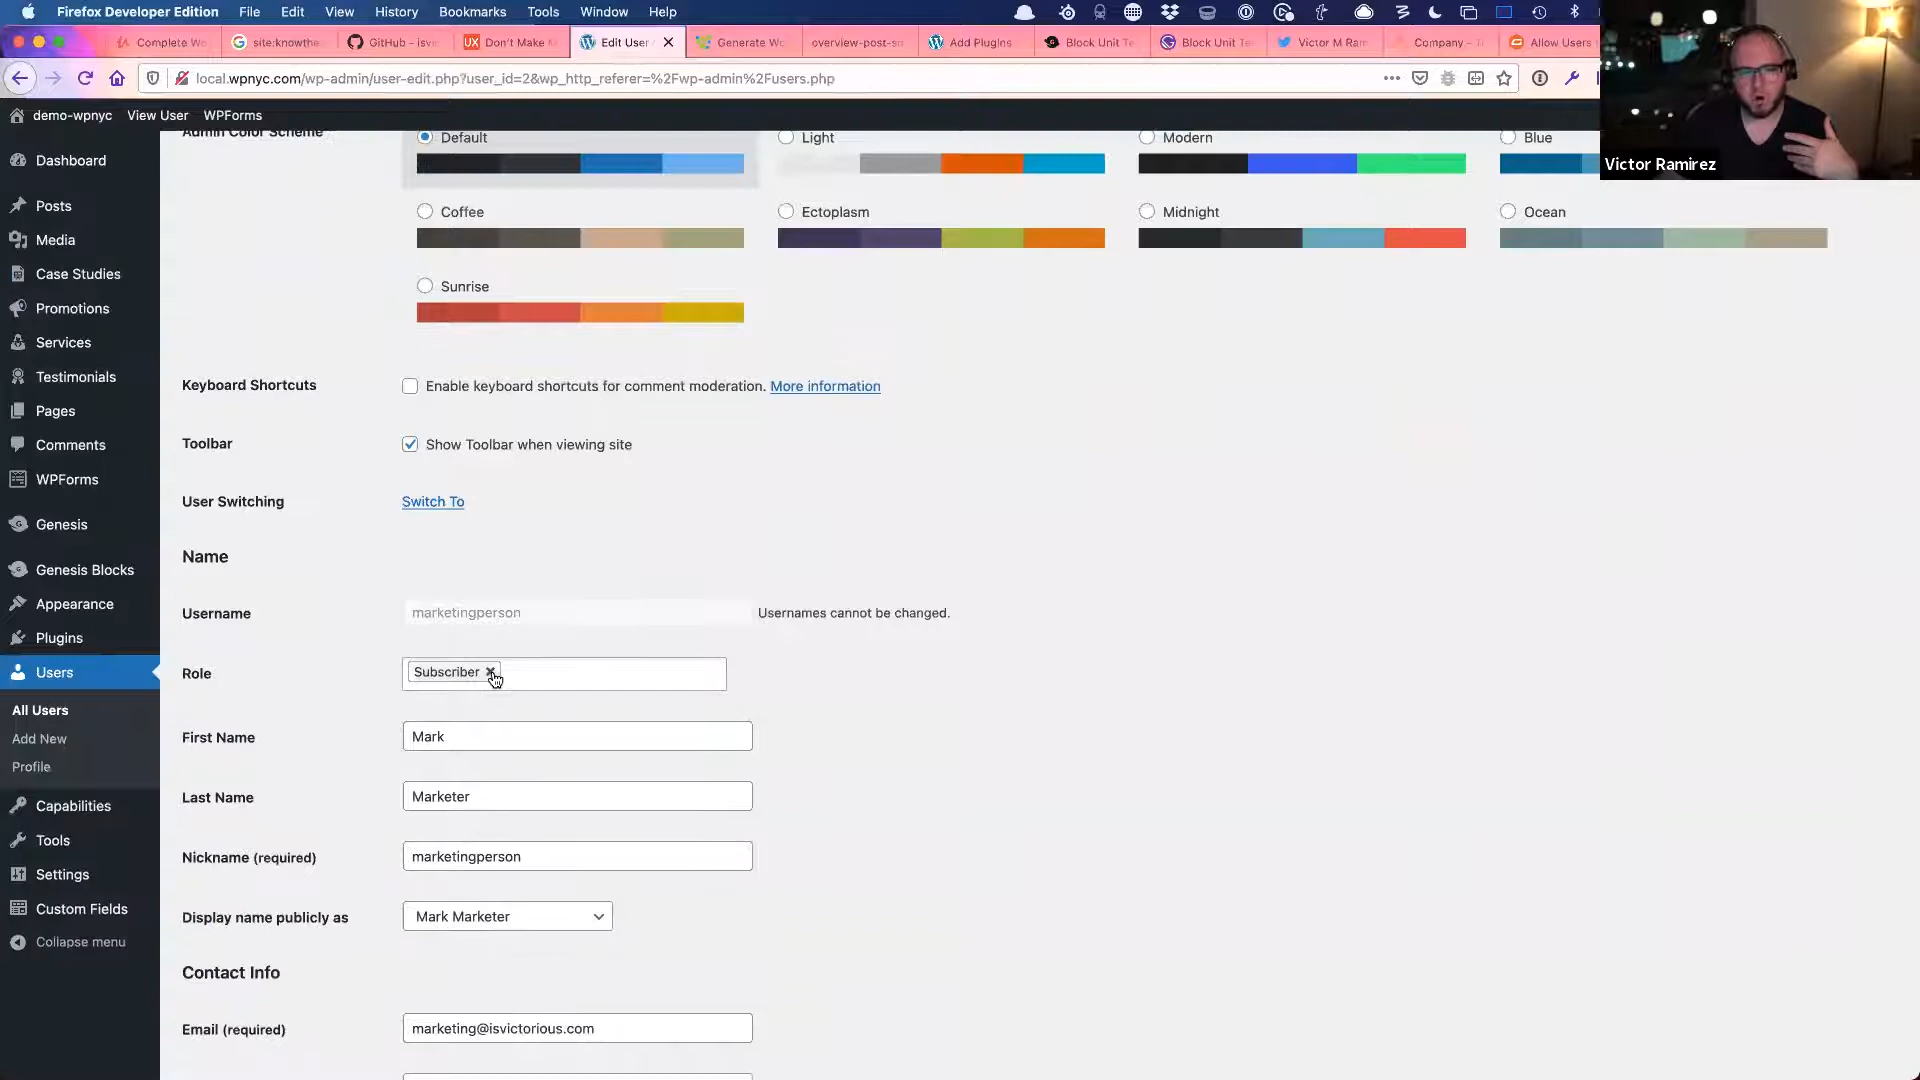 Firefox Developer Edition File Edit View History Bookmarks Tools Window Help
Complete Wo site:knowthe GitHub - isvi UX Don't Make M Edit User Generate Wo overview-post-sn Add Plugins Block Unit Te Block Unit Te Victor M Ram Company – Allow Users
local.wpnyc.com/wp-admin/user-edit.php?user_id=2&wp_http_referer=%2Fwp-admin%2Fusers.php
Victor Ramirez
demo-wpnyc View User WPForms
Dashboard
Posts
Media
Case Studies
Promotions
Services
Testimonials
Pages
Comments
WPForms
Genesis
Genesis Blocks
Appearance
Plugins
Users
All Users
Add New
Profile
Capabilities
Tools
Settings
Custom Fields
Collapse menu
Admin Color Scheme
Default Light Modern Blue
Coffee Ectoplasm Midnight Ocean
Sunrise
Keyboard Shortcuts Enable keyboard shortcuts for comment moderation. More information
Toolbar Show Toolbar when viewing site
User Switching Switch To
Name
Username marketingperson Usernames cannot be changed.
Role Subscriber
First Name Mark
Last Name Marketer
Nickname (required) marketingperson
Display name publicly as Mark Marketer
Contact Info
Email (required) marketing@isvictorious.com